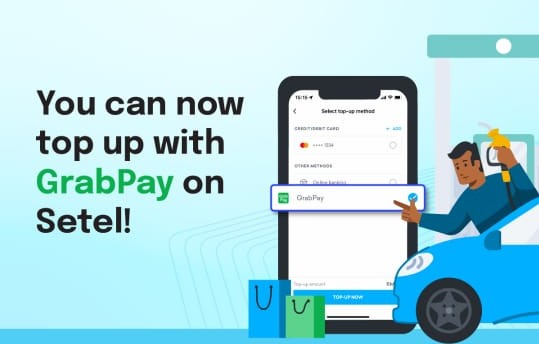 You can now
top up with
GrabPay on
Setel!
15:15
Select top-up method
CREDIT/DEBIT CARD + ADD
•••• 1234
OTHER METHODS
Online banking
Pay
GrabPay
Top-up amount
TOP-UP NOW